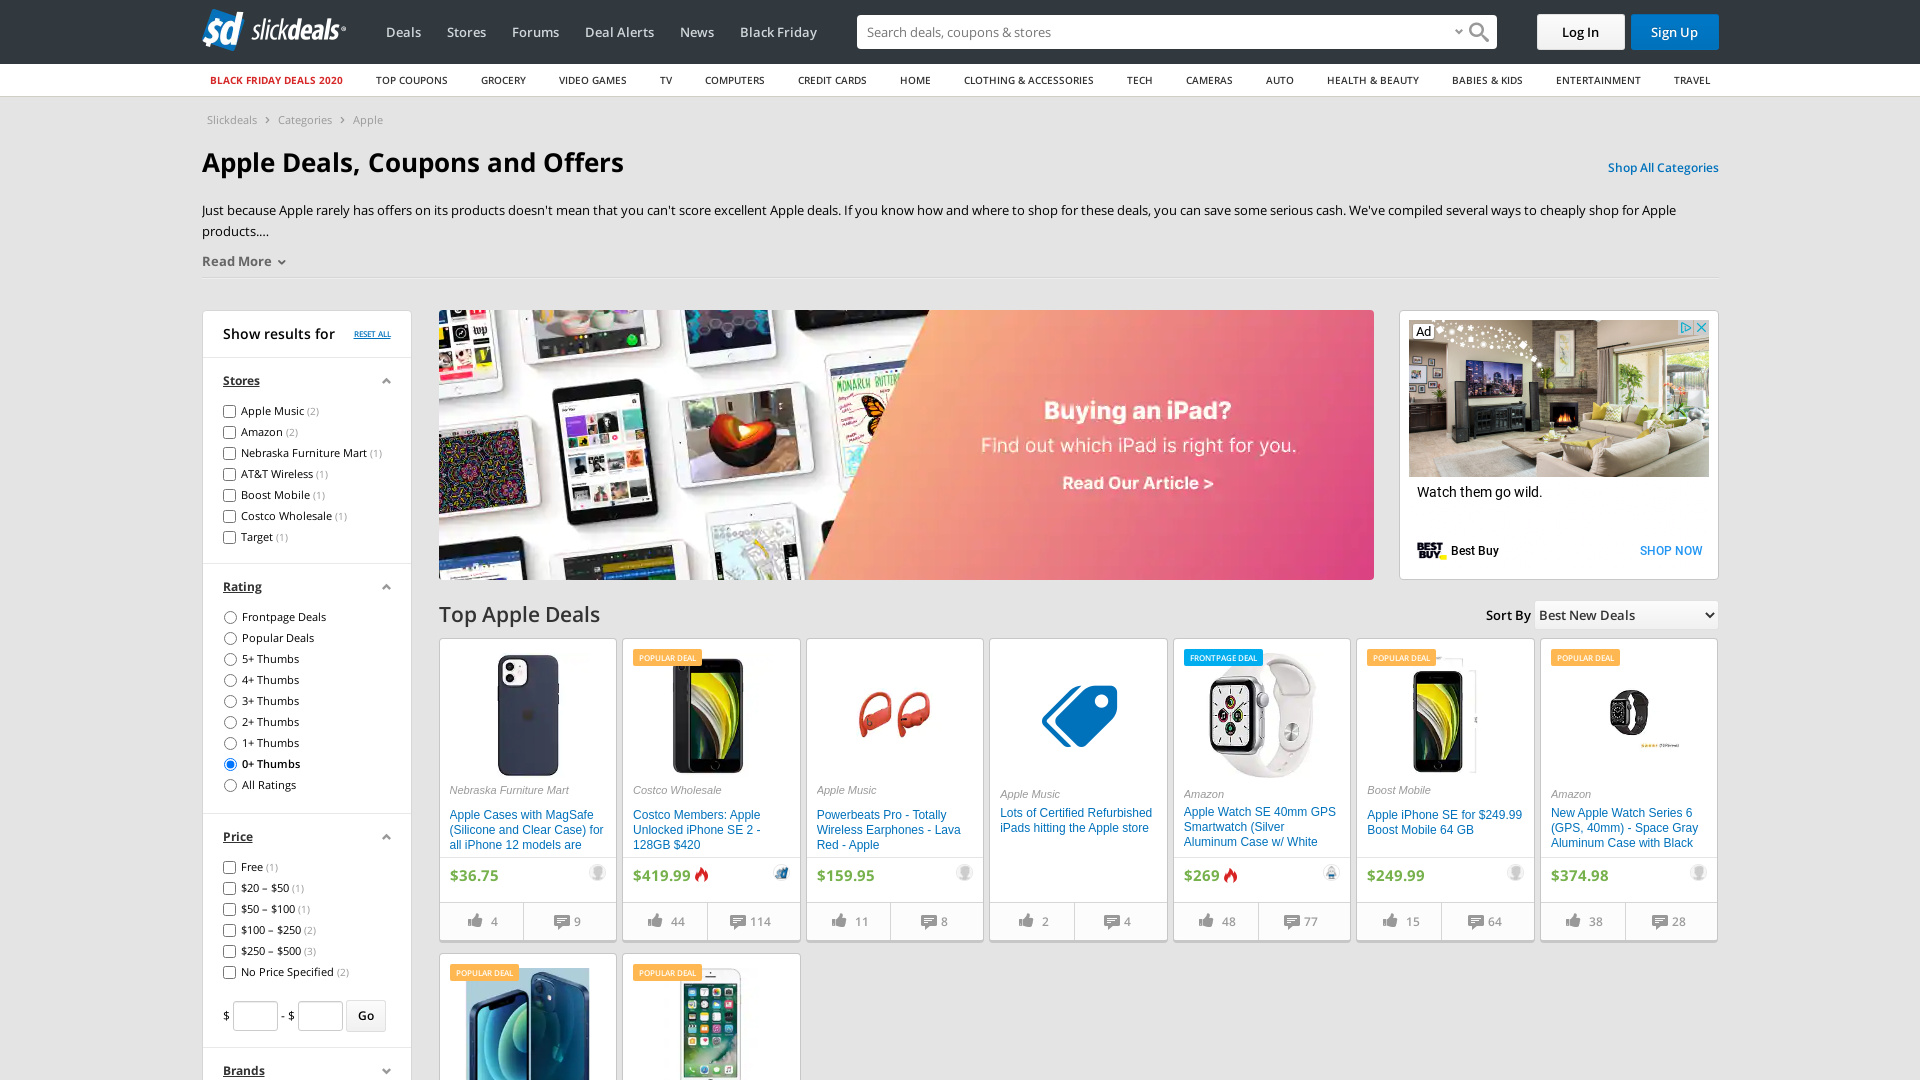 slickdeals
Deals
Stores
Forums
Deal Alerts
News
Black Friday
Search deals, coupons & stores
Log In
Sign Up
BLACK FRIDAY DEALS 2020
TOP COUPONS
GROCERY
VIDEO GAMES
TV
COMPUTERS
CREDIT CARDS
HOME
CLOTHING & ACCESSORIES
TECH
CAMERAS
AUTO
HEALTH & BEAUTY
BABIES & KIDS
ENTERTAINMENT
TRAVEL
Slickdeals > Categories > Apple
Apple Deals, Coupons and Offers
Shop All Categories
Just because Apple rarely has offers on its products doesn't mean that you can't score excellent Apple deals. If you know how and where to shop for these deals, you can save some serious cash. We've compiled several ways to cheaply shop for Apple
products.…
Read More
Show results for
RESET ALL
Stores
Apple Music (2)
Amazon (2)
Nebraska Furniture Mart (1)
AT&T Wireless (1)
Boost Mobile (1)
Costco Wholesale (1)
Target (1)
Rating
Frontpage Deals
Popular Deals
5+ Thumbs
4+ Thumbs
3+ Thumbs
2+ Thumbs
1+ Thumbs
0+ Thumbs
All Ratings
Price
Free (1)
$20 – $50 (1)
$50 – $100 (1)
$100 – $250 (2)
$250 – $500 (3)
No Price Specified (2)
$ - $ Go
Brands
MONARCH BUTTER
Buying an iPad?
Find out which iPad is right for you.
Read Our Article >
Ad
Watch them go wild.
BEST BUY
Best Buy
SHOP NOW
Top Apple Deals
Sort By
Best New Deals
Nebraska Furniture Mart
Apple Cases with MagSafe
(Silicone and Clear Case) for
all iPhone 12 models are
$36.75
4
9
POPULAR DEAL
Costco Wholesale
Costco Members: Apple
Unlocked iPhone SE 2 -
128GB $420
$419.99
44
114
Apple Music
Powerbeats Pro - Totally
Wireless Earphones - Lava
Red - Apple
$159.95
11
8
Apple Music
Lots of Certified Refurbished
iPads hitting the Apple store
2
4
FRONTPAGE DEAL
Amazon
Apple Watch SE 40mm GPS
Smartwatch (Silver
Aluminum Case w/ White
$269
48
77
POPULAR DEAL
Boost Mobile
Apple iPhone SE for $249.99
Boost Mobile 64 GB
$249.99
15
64
POPULAR DEAL
Amazon
New Apple Watch Series 6
(GPS, 40mm) - Space Gray
Aluminum Case with Black
$374.98
38
28
POPULAR DEAL
POPULAR DEAL